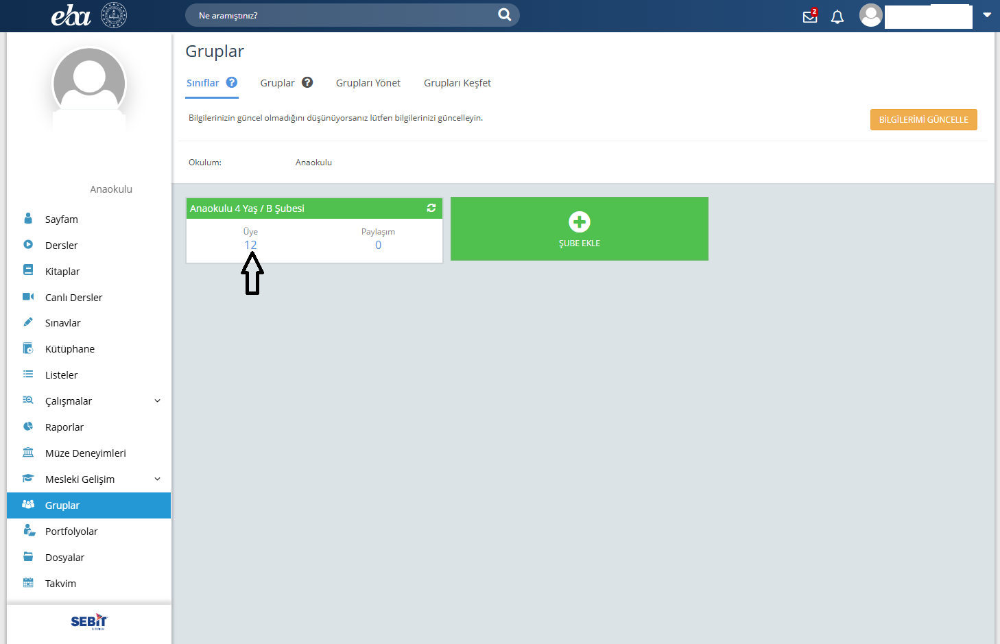 eba
Ne aramıştınız?
2
Gruplar
Sınıflar ?
Gruplar ?
Grupları Yönet
Grupları Keşfet
Bilgilerinizin güncel olmadığını düşünüyorsanız lütfen bilgilerinizi güncelleyin.
BİLGİLERİMİ GÜNCELLE
Okulum: Anaokulu
Anaokulu
Sayfam
Dersler
Kitaplar
Canlı Dersler
Sınavlar
Kütüphane
Listeler
Çalışmalar
Raporlar
Müze Deneyimleri
Mesleki Gelişim
Gruplar
Portfolyolar
Dosyalar
Takvim
SEBİT
Anaokulu 4 Yaş / B Şubesi
Üye
12
Paylaşım
0
ŞUBE EKLE